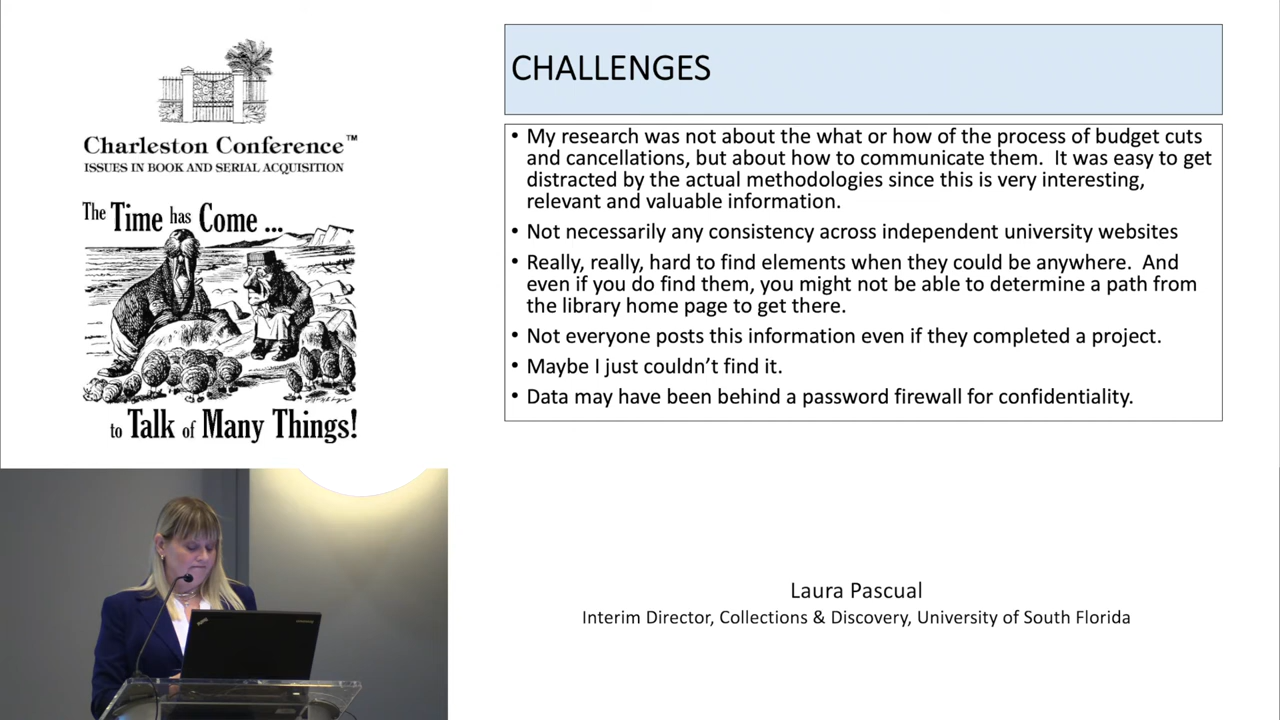 Charleston Conference™
ISSUES IN BOOK AND SERIAL ACQUISITION
The Time has Come ...
to Talk of Many Things!
CHALLENGES
• My research was not about the what or how of the process of budget cuts
and cancellations, but about how to communicate them.  It was easy to get
distracted by the actual methodologies since this is very interesting,
relevant and valuable information.
• Not necessarily any consistency across independent university websites
• Really, really, hard to find elements when they could be anywhere.  And
even if you do find them, you might not be able to determine a path from
the library home page to get there.
• Not everyone posts this information even if they completed a project.
• Maybe I just couldn’t find it.
• Data may have been behind a password firewall for confidentiality.
Laura Pascual
Interim Director, Collections & Discovery, University of South Florida